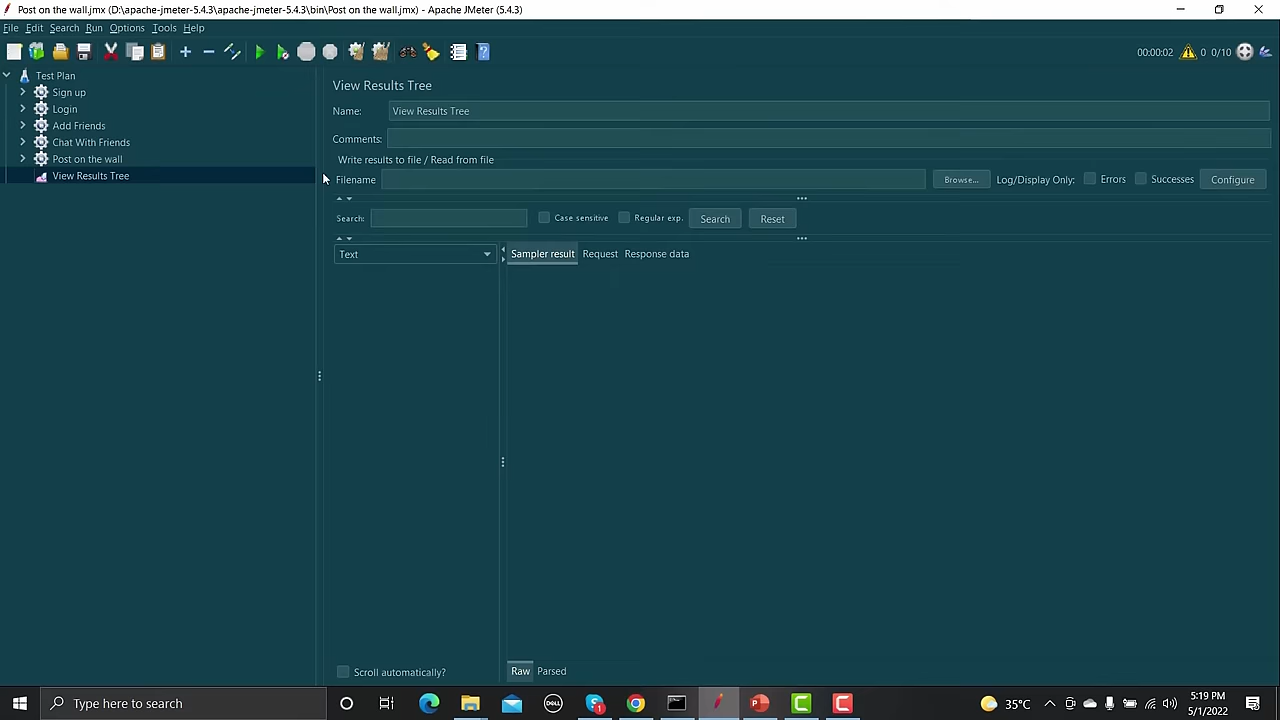 Post on the wall.jmx (D:\apache-jmeter-5.4.3\apache-jmeter-5.4.3\bin\Post on the wall.jmx) - Apache JMeter (5.4.3)
File Edit Search Run Options Tools Help
00:00:02 0 0/10
Test Plan
Sign up
Login
Add Friends
Chat With Friends
Post on the wall
View Results Tree
View Results Tree
Name: View Results Tree
Comments:
Write results to file / Read from file
Filename Browse... Log/Display Only: Errors Successes Configure
Search: Case sensitive Regular exp. Search Reset
Text Sampler result Request Response data
Scroll automatically? Raw Parsed
Type here to search DELL 35°C 5:19 PM
5/1/2022